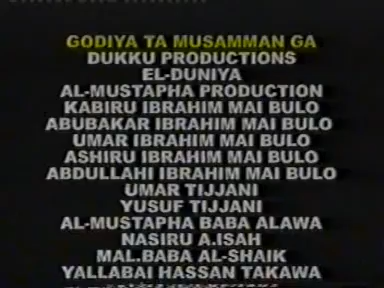 GODIYA TA MUSAMMAN GA
DUKKU PRODUCTIONS
EL-DUNIYA
AL-MUSTAPHA PRODUCTION
KABIRU IBRAHIM MAI BULO
ABUBAKAR IBRAHIM MAI BULO
UMAR IBRAHIM MAI BULO
ASHIRU IBRAHIM MAI BULO
ABDULLAHI IBRAHIM MAI BULO
UMAR TIJJANI
YUSUF TIJJANI
AL-MUSTAPHA BABA ALAWA
NASIRU A.ISAH
MAL.BABA AL-SHAIK
YALLABAI HASSAN TAKAWA